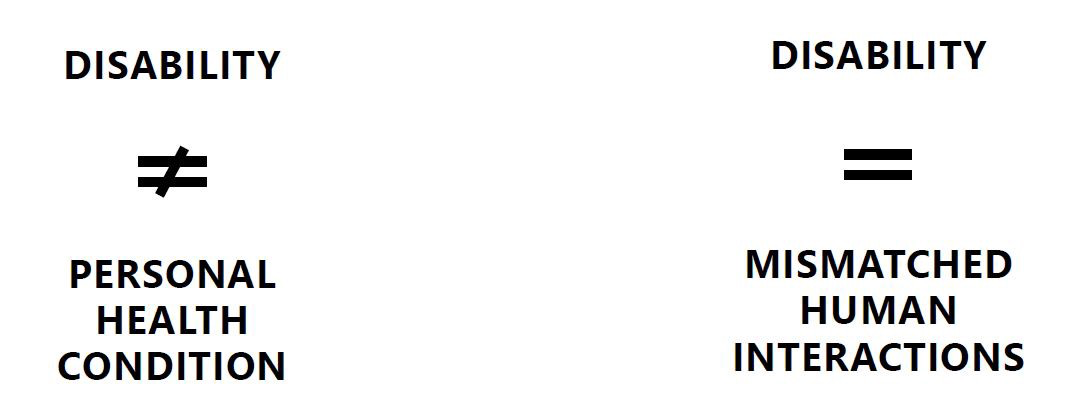 DISABILITY
≠
PERSONAL
HEALTH
CONDITION
DISABILITY
=
MISMATCHED
HUMAN
INTERACTIONS